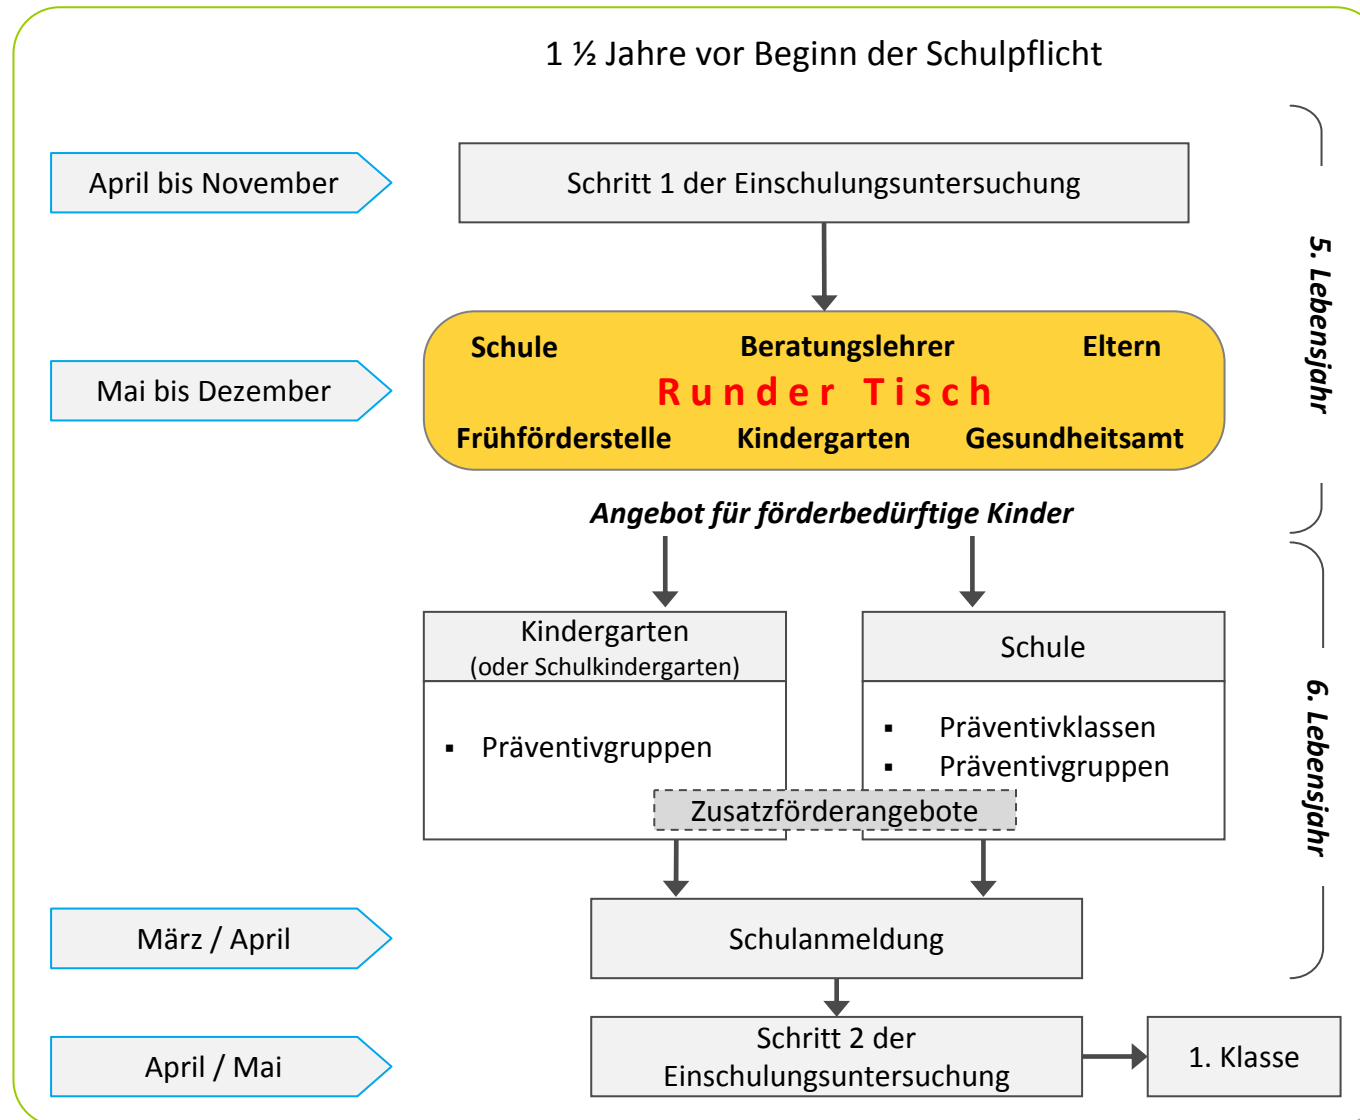 1 ½ Jahre vor Beginn der Schulpflicht
April bis November
Schritt 1 der Einschulungsuntersuchung
5. Lebensjahr
Mai bis Dezember
Schule Beratungslehrer Eltern
Runder Tisch
Frühförderstelle Kindergarten Gesundheitsamt
Angebot für förderbedürftige Kinder
Kindergarten
(oder Schulkindergarten)
▪ Präventivgruppen
Schule
▪ Präventivklassen
▪ Präventivgruppen
Zusatzförderangebote
6. Lebensjahr
März / April
Schulanmeldung
April / Mai
Schritt 2 der
Einschulungsuntersuchung
1. Klasse